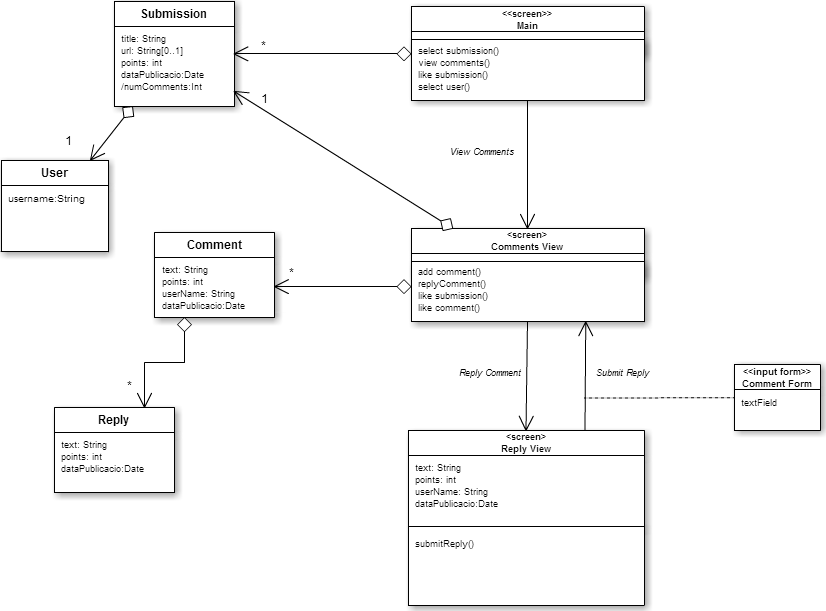 Submission
title: String
url: String[0..1]
points: int
dataPublicacio:Date
/numComments:Int
<<screen>>
Main
select submission()
view comments()
like submission()
select user()
*
1
1
View Comments
User
username:String
Comment
text: String
points: int
userName: String
dataPublicacio:Date
*
<screen>
Comments View
add comment()
replyComment()
like submission()
like comment()
Reply Comment
Submit Reply
*
<<input form>>
Comment Form
textField
Reply
text: String
points: int
dataPublicacio:Date
<screen>
Reply View
text: String
points: int
userName: String
dataPublicacio:Date
submitReply()